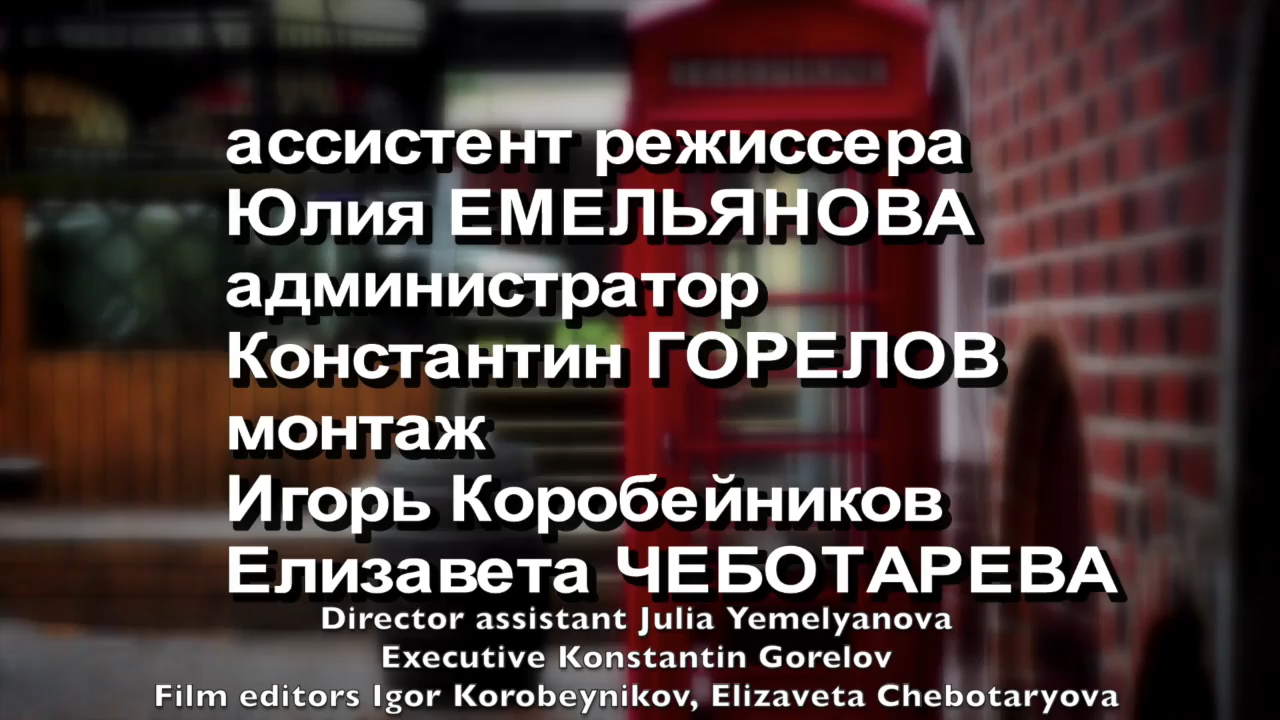 ассистент режиссера
Юлия ЕМЕЛЬЯНОВА
администратор
Константин ГОРЕЛОВ
монтаж
Игорь Коробейников
Елизавета ЧЕБОТАРЕВА
Director assistant Julia Yemelyanova
Executive Konstantin Gorelov
Film editors Igor Korobeynikov, Elizaveta Chebotaryova